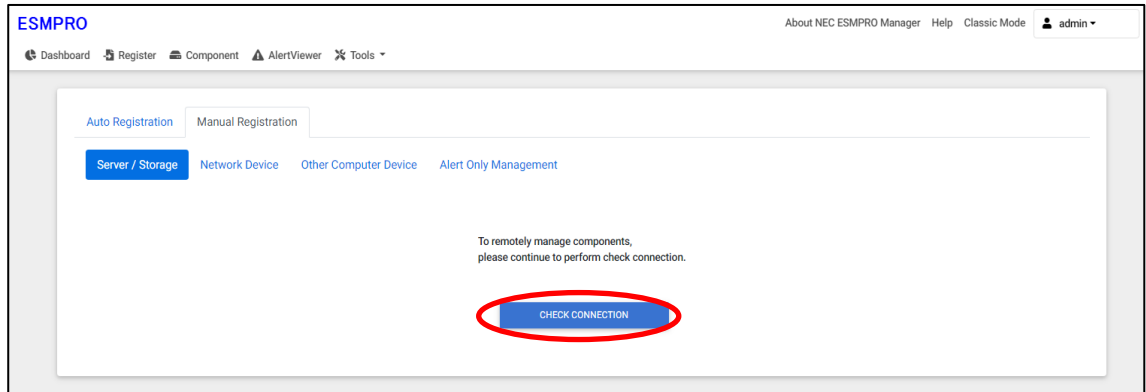 ESMPRO
About NEC ESMPRO Manager Help Classic Mode admin
Dashboard Register Component AlertViewer Tools
Auto Registration Manual Registration
Server / Storage Network Device Other Computer Device Alert Only Management
To remotely manage components,
please continue to perform check connection.
CHECK CONNECTION